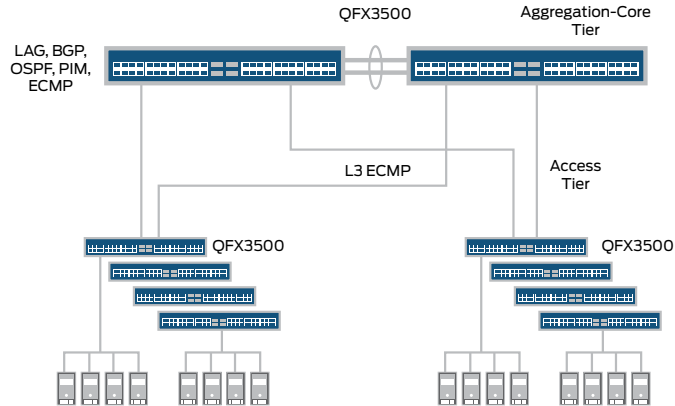 QFX3500
Aggregation-Core
Tier
LAG, BGP,
OSPF, PIM,
ECMP
L3 ECMP
Access
Tier
QFX3500
QFX3500